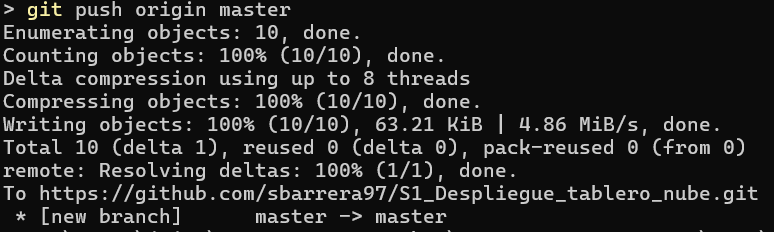 > git push origin master
Enumerating objects: 10, done.
Counting objects: 100% (10/10), done.
Delta compression using up to 8 threads
Compressing objects: 100% (10/10), done.
Writing objects: 100% (10/10), 63.21 KiB | 4.86 MiB/s, done.
Total 10 (delta 1), reused 0 (delta 0), pack-reused 0 (from 0)
remote: Resolving deltas: 100% (1/1), done.
To https://github.com/sbarrera97/S1_Despliegue_tablero_nube.git
 * [new branch]      master -> master